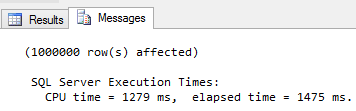 Results Messages
(1000000 row(s) affected)
SQL Server Execution Times:
CPU time = 1279 ms,  elapsed time = 1475 ms.